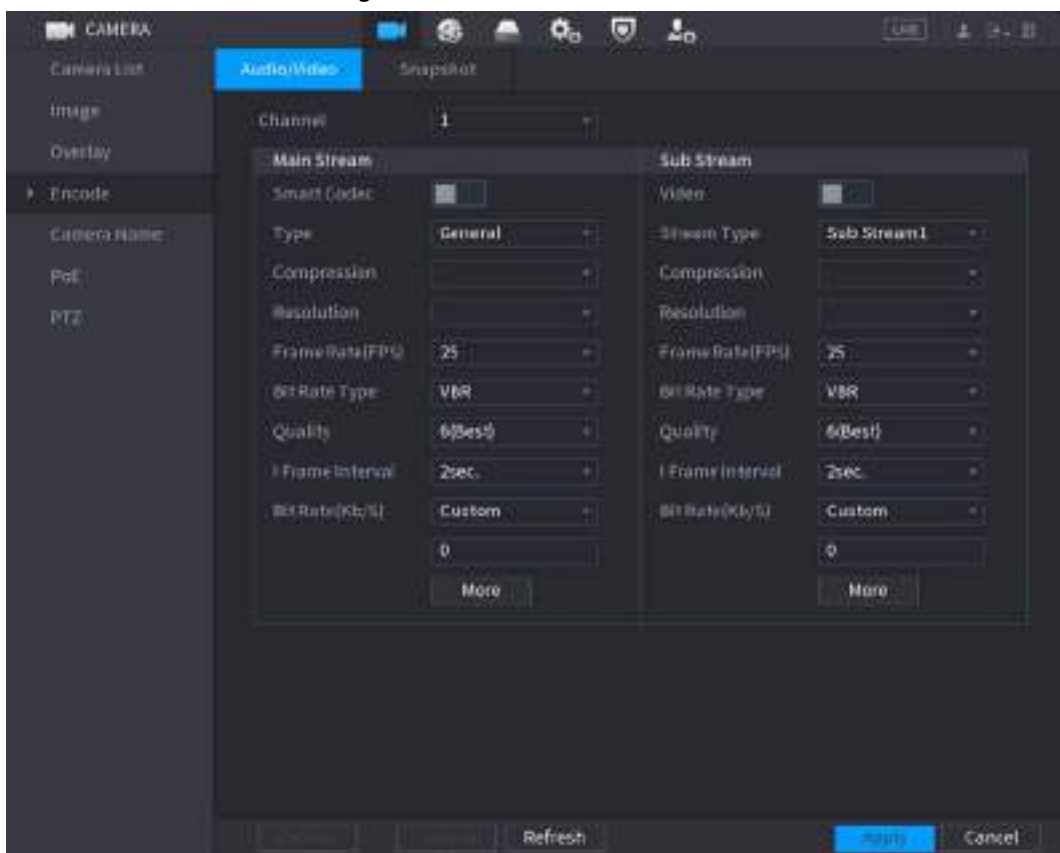 CAMERA
LIVE
Camera List
Audio/Video Snapshot
Image
Channel 1
Overlay
Main Stream Sub Stream
Encode
Smart Codec Video
Camera Name
Type General Stream Type Sub Stream1
PoE
Compression Compression
PTZ
Resolution Resolution
Frame Rate(FPS) 25 Frame Rate(FPS) 25
Bit Rate Type VBR Bit Rate Type VBR
Quality 6(Best) Quality 6(Best)
I Frame Interval 2sec. I Frame Interval 2sec.
Bit Rate(Kb/S) Custom Bit Rate(Kb/S) Custom
0 0
More More
Refresh Apply Cancel